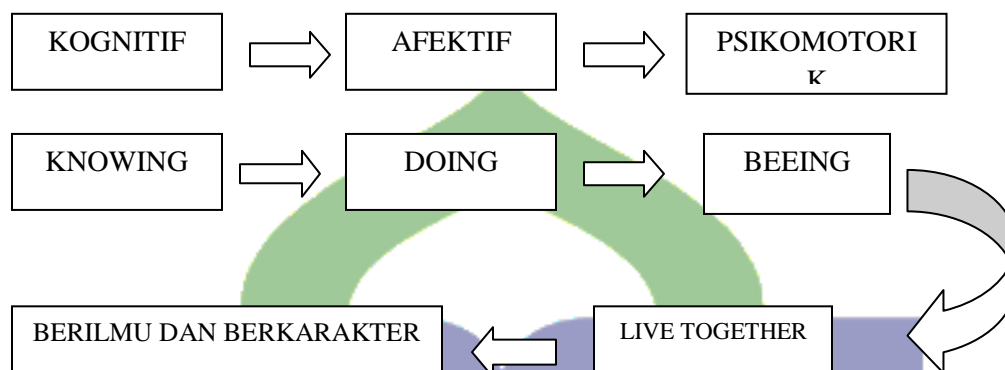 KOGNITIF
AFEKTIF
PSIKOMOTORI
K
KNOWING
DOING
BEEING
BERILMU DAN BERKARAKTER
LIVE TOGETHER